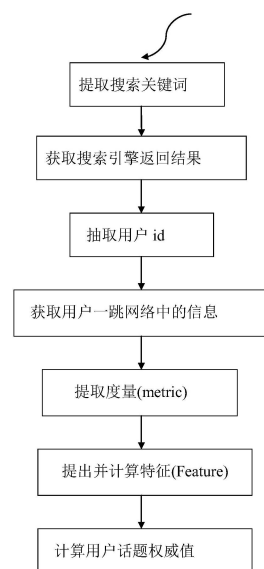 提取搜索关键词
获取搜索引擎返回结果
抽取用户 id
获取用户一跳网络中的信息
提取度量(metric)
提出并计算特征(Feature)
计算用户话题权威值